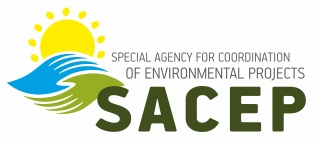 SPECIAL AGENCY FOR COORDINATION
OF ENVIRONMENTAL PROJECTS
SACEP